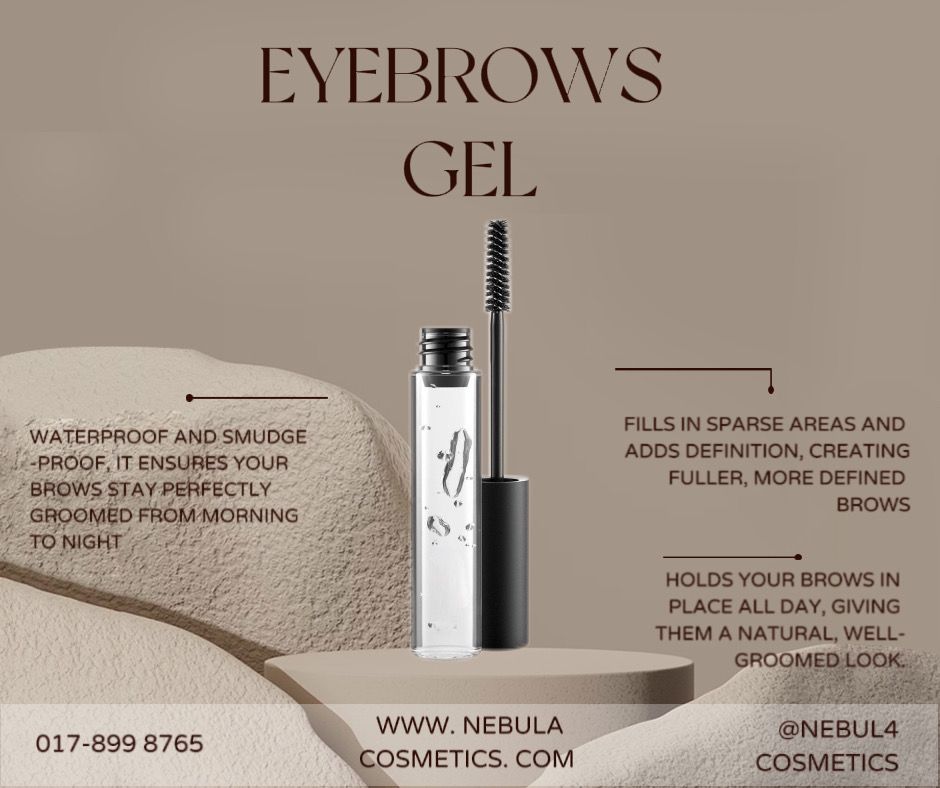 EYEBROWS
GEL
WATERPROOF AND SMUDGE
-PROOF, IT ENSURES YOUR
BROWS STAY PERFECTLY
GROOMED FROM MORNING
TO NIGHT
FILLS IN SPARSE AREAS AND
ADDS DEFINITION, CREATING
FULLER, MORE DEFINED
BROWS
HOLDS YOUR BROWS IN
PLACE ALL DAY, GIVING
THEM A NATURAL, WELL-
GROOMED LOOK.
017-899 8765
WWW. NEBULA
COSMETICS. COM
@NEBUL4
COSMETICS